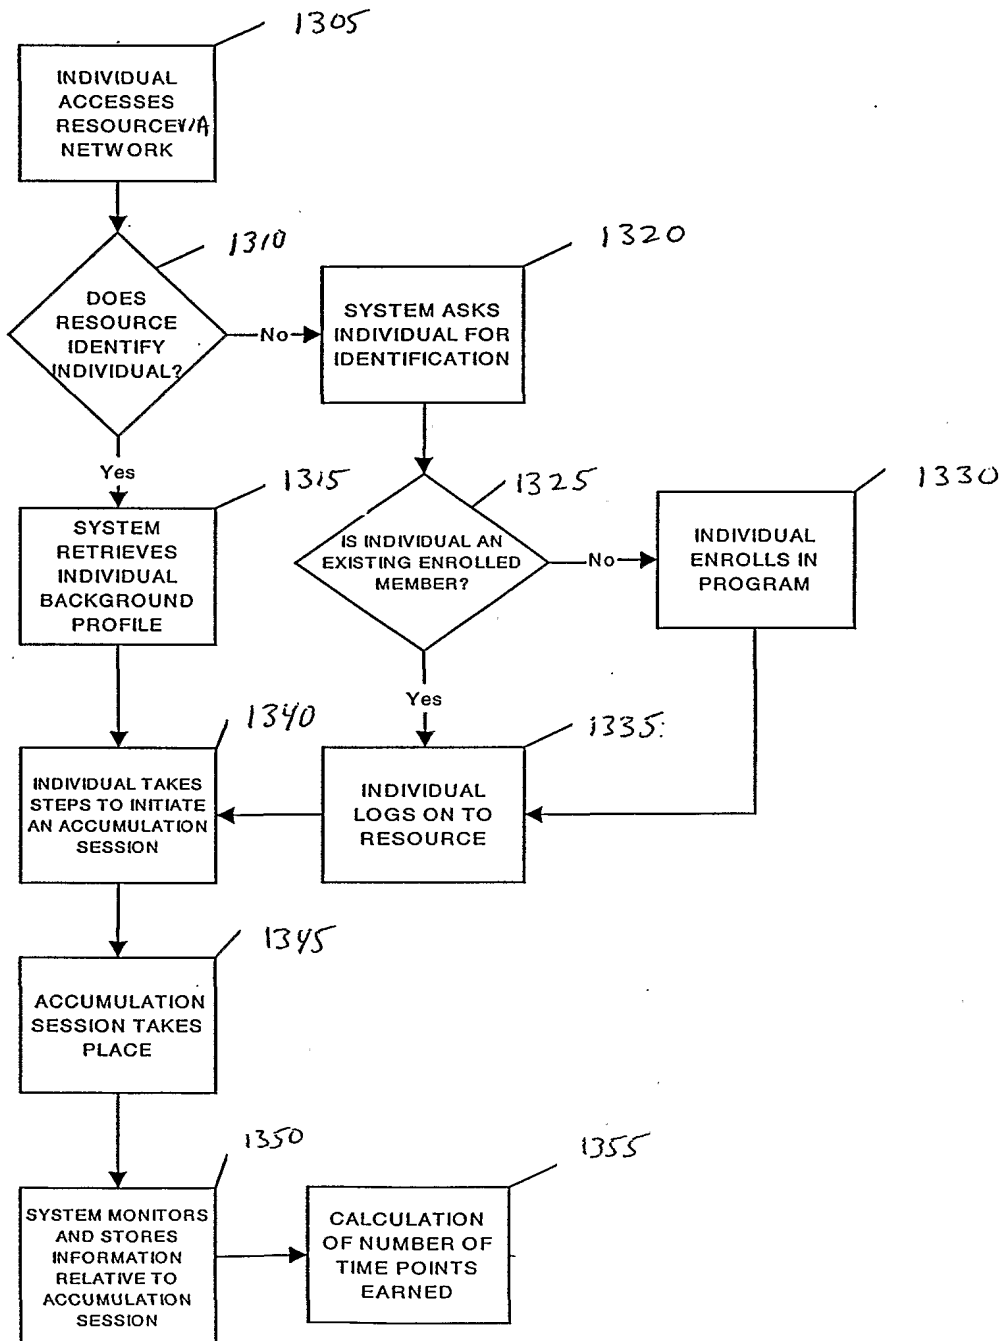 1305
INDIVIDUAL
ACCESSES
RESOURCE VIA
NETWORK
1310
DOES
RESOURCE
IDENTIFY
INDIVIDUAL?
No
1320
SYSTEM ASKS
INDIVIDUAL FOR
IDENTIFICATION
Yes
1315
SYSTEM
RETRIEVES
INDIVIDUAL
BACKGROUND
PROFILE
1325
IS INDIVIDUAL AN
EXISTING ENROLLED
MEMBER?
No
1330
INDIVIDUAL
ENROLLS IN
PROGRAM
Yes
1340
INDIVIDUAL TAKES
STEPS TO INITIATE
AN ACCUMULATION
SESSION
1335
INDIVIDUAL
LOGS ON TO
RESOURCE
1345
ACCUMULATION
SESSION TAKES
PLACE
1350
SYSTEM MONITORS
AND STORES
INFORMATION
RELATIVE TO
ACCUMULATION
SESSION
1355
CALCULATION
OF NUMBER OF
TIME POINTS
EARNED